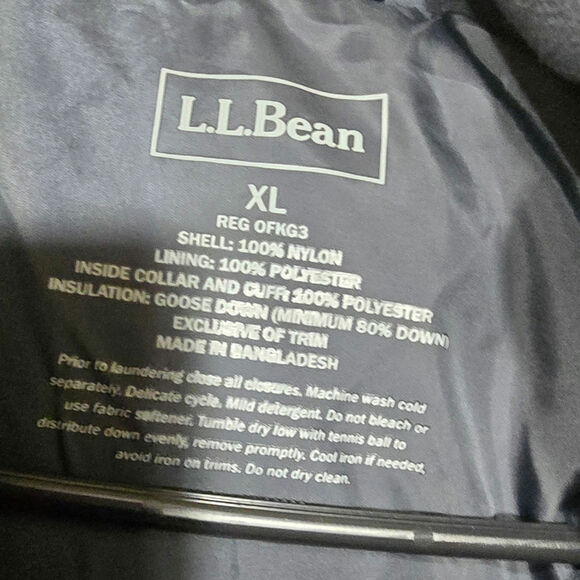 L.L.Bean
XL
REG OFKG3
SHELL: 100% NYLON
LINING: 100% POLYESTER
INSIDE COLLAR AND CUFF: 100% POLYESTER
INSULATION: GOOSE DOWN (MINIMUM 80% DOWN)
EXCLUSIVE OF TRIM
MADE IN BANGLADESH
Prior to laundering close all closures. Machine wash cold
separately. Delicate cycle. Mild detergent. Do not bleach or
use fabric softener. Tumble dry low with tennis ball to
distribute down evenly, remove promptly. Cool iron if needed,
avoid iron on trims. Do not dry clean.